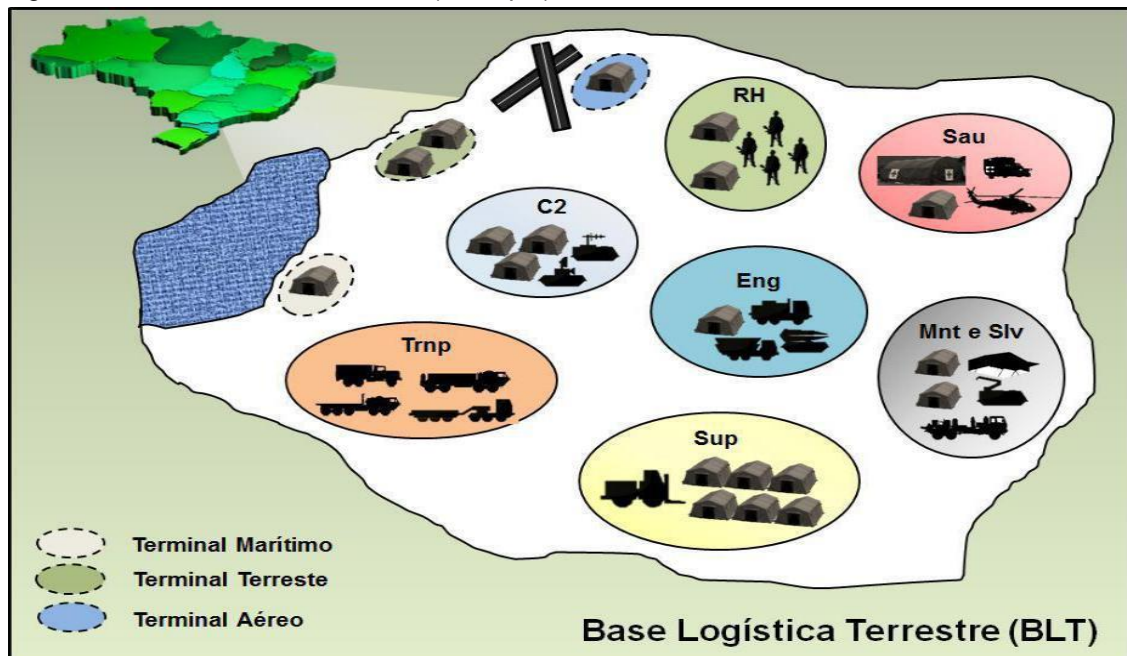 RH
Sau
C2
Eng
Mnt e Slv
Trnp
Sup
Terminal Marítimo
Terminal Terreste
Terminal Aéreo
Base Logística Terrestre (BLT)